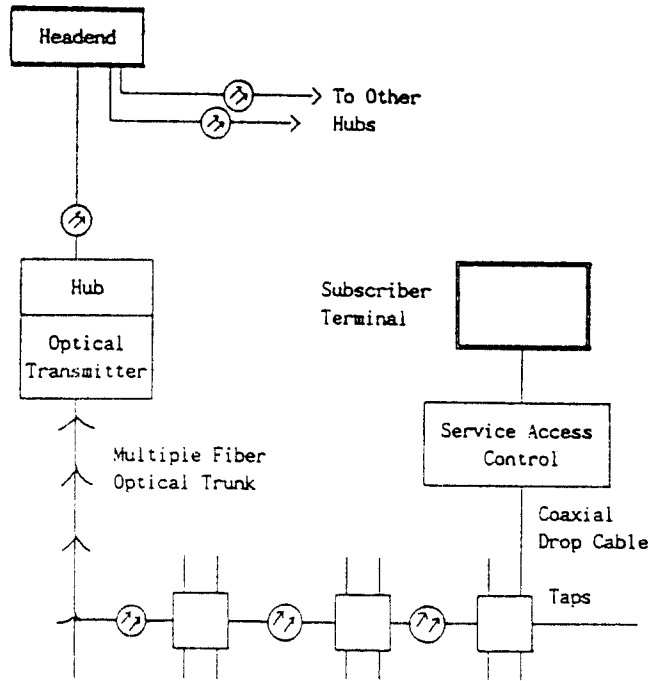 Headend
To Other
Hubs
Hub
Optical
Transmitter
Subscriber
Terminal
Service Access
Control
Multiple Fiber
Optical Trunk
Coaxial
Drop Cable
Taps